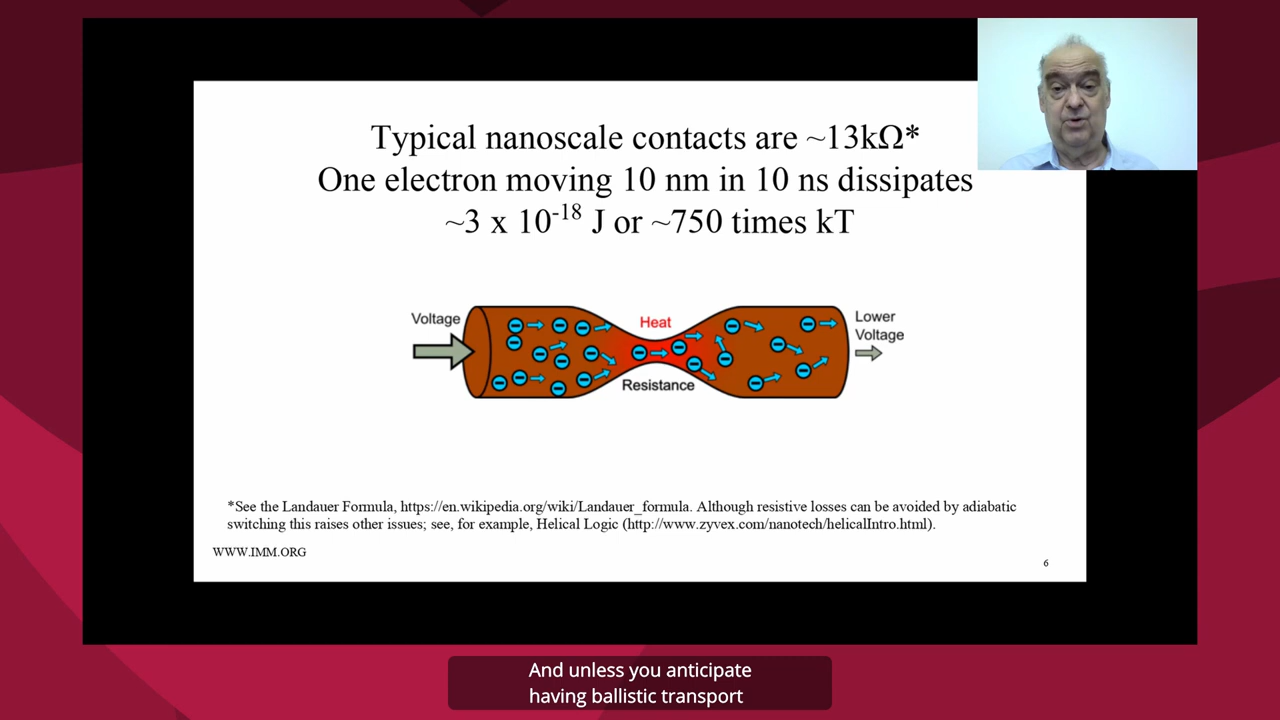 Typical nanoscale contacts are ~13kΩ*
One electron moving 10 nm in 10 ns dissipates
~3 x 10⁻¹⁸ J or ~750 times kT
Voltage
Heat
Resistance
Lower
Voltage
*See the Landauer Formula, https://en.wikipedia.org/wiki/Landauer_formula. Although resistive losses can be avoided by adiabatic
switching this raises other issues; see, for example, Helical Logic (http://www.zyvex.com/nanotech/helicalIntro.html).
WWW.IMM.ORG
6
And unless you anticipate
having ballistic transport